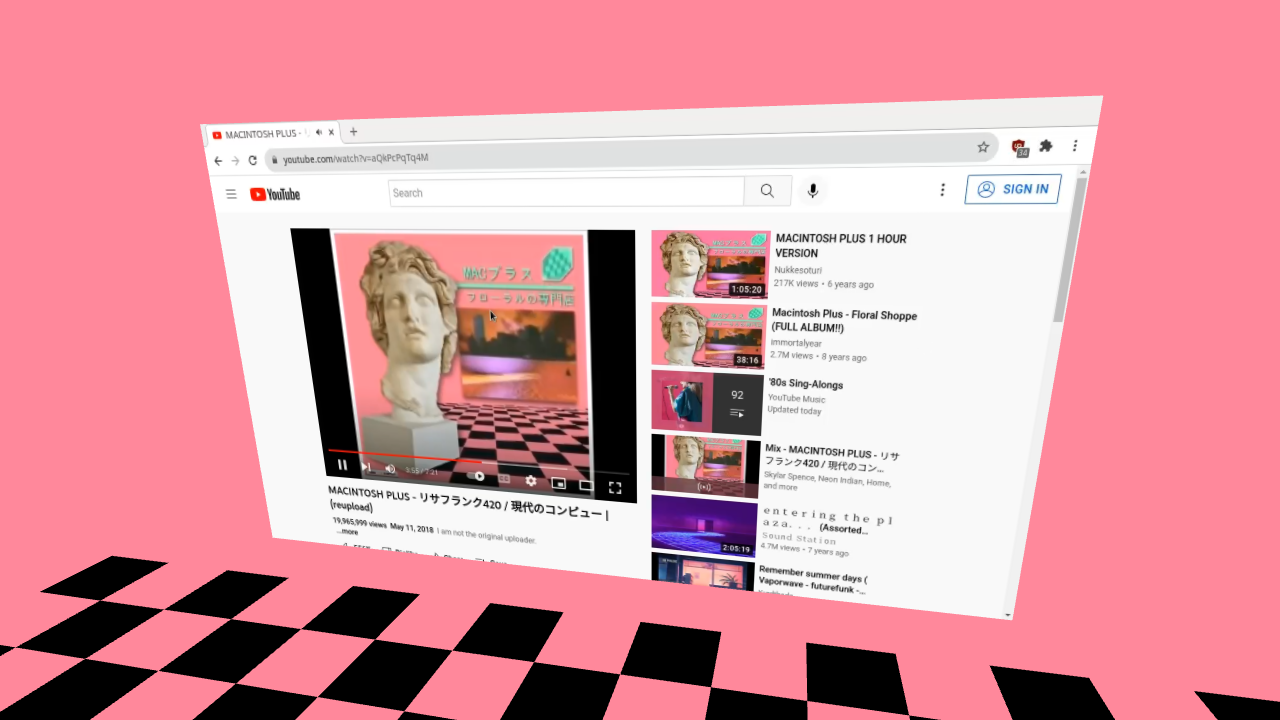 MACINTOSH PLUS -
youtube.com/watch?v=aQkPcPqTq4M
34
YouTube
Search
SIGN IN
MACプラス
フローラルの専門店
3:55 / 7:21
MACINTOSH PLUS - リサフランク420 / 現代のコンピュー |
(reupload)
19,965,999 views May 11, 2018 I am not the original uploader.
...more
MACINTOSH PLUS 1 HOUR
VERSION
Nukkesoturi
217K views • 6 years ago
1:05:20
Macintosh Plus - Floral Shoppe
(FULL ALBUM!!)
immortalyear
2.7M views • 8 years ago
38:16
'80s Sing-Alongs
YouTube Music
Updated today
92
Mix - MACINTOSH PLUS - リサ
フランク420 / 現代のコン...
Skylar Spence, Neon Indian, Home,
and more
e n t e r i n g  t h e  p l
a z a . . .  (Assorted...
Sound Station
4.7M views • 7 years ago
2:05:19
Remember summer days (
Vaporwave - futurefunk -...